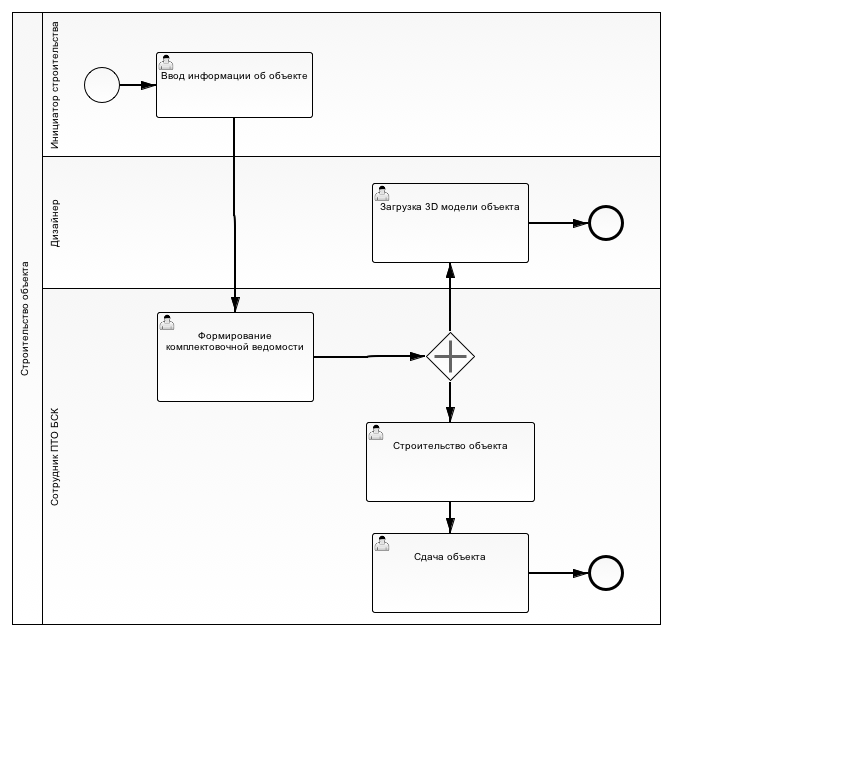 Строительство объекта
Инициатор строительства
Ввод информации об объекте
Дизайнер
Загрузка 3D модели объекта
Сотрудник ПТО БСК
Формирование
комплектовочной ведомости
Строительство объекта
Сдача объекта